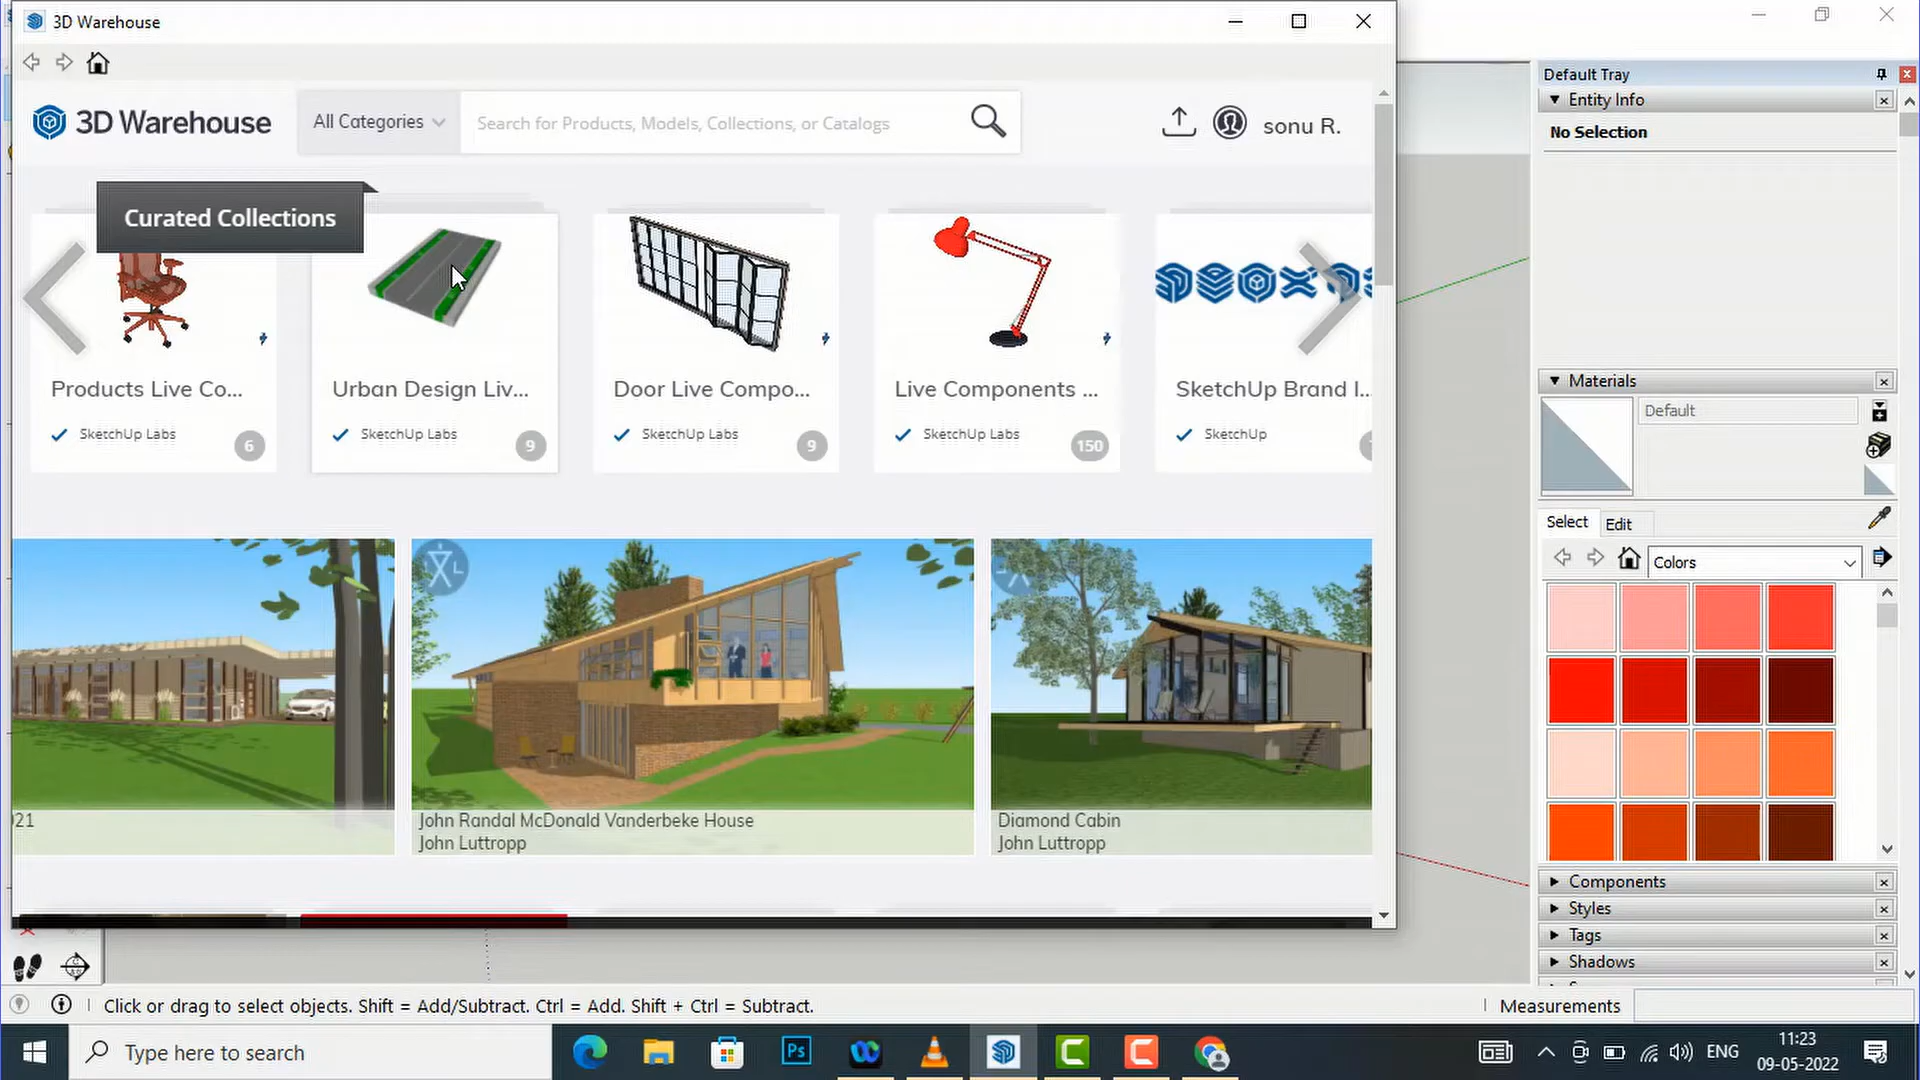 3D Warehouse
3D Warehouse
All Categories
Search for Products, Models, Collections, or Catalogs
sonu R.
Curated Collections
Products Live Co...
SketchUp Labs
6
Urban Design Liv...
SketchUp Labs
9
Door Live Compo...
SketchUp Labs
9
Live Components ...
SketchUp Labs
150
SketchUp Brand I...
SketchUp
21
John Randal McDonald Vanderbeke House
John Luttropp
Diamond Cabin
John Luttropp
Default Tray
Entity Info
No Selection
Materials
Default
Select
Edit
Colors
Components
Styles
Tags
Shadows
Click or drag to select objects. Shift = Add/Subtract. Ctrl = Add. Shift + Ctrl = Subtract.
Measurements
Type here to search
Ps
ENG
11:23
09-05-2022